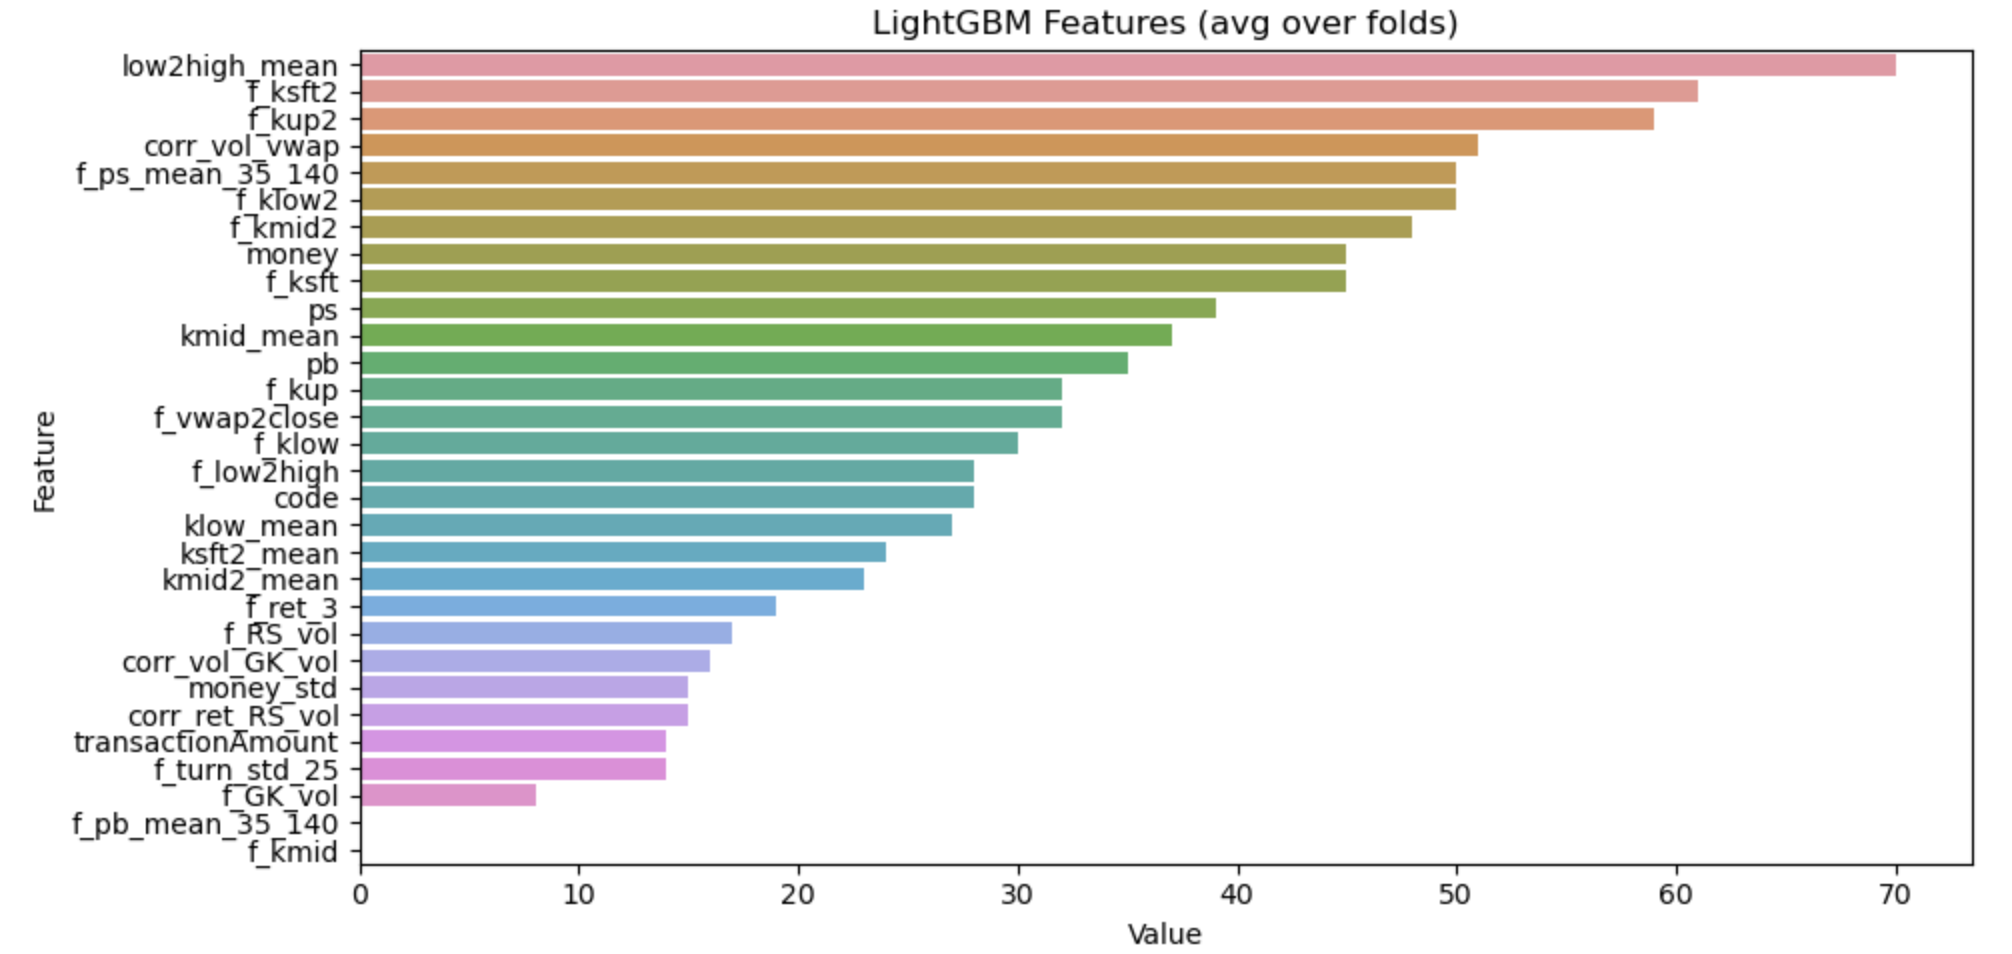 LightGBM Features (avg over folds)
low2high_mean
f_ksft2
f_kup2
corr_vol_vwap
f_ps_mean_35_140
f_klow2
f_kmid2
money
f_ksft
ps
kmid_mean
pb
f_kup
f_vwap2close
f_klow
f_low2high
code
klow_mean
ksft2_mean
kmid2_mean
f_ret_3
f_RS_vol
corr_vol_GK_vol
money_std
corr_ret_RS_vol
transactionAmount
f_turn_std_25
f_GK_vol
f_pb_mean_35_140
f_kmid
Feature
0 10 20 30 40 50 60 70
Value